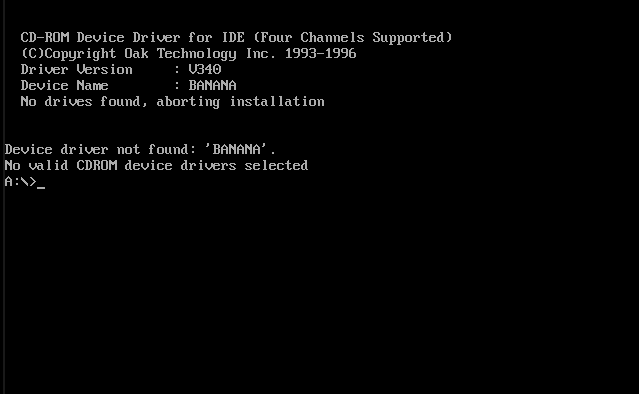 CD-ROM Device Driver for IDE (Four Channels Supported)
(C)Copyright Oak Technology Inc. 1993-1996
Driver Version     : V340
Device Name        : BANANA
No drives found, aborting installation
Device driver not found: 'BANANA'.
No valid CDROM device drivers selected
A:\>_